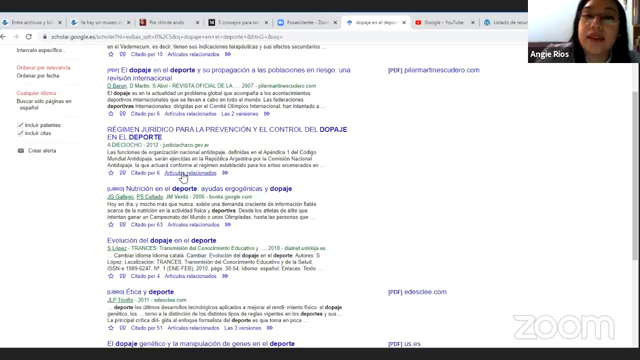 Entre archivos y bi
Ya hay un museo c
Por dónde ando
5 consejos para su
Posaxidente - Zoo
dopaje en el depor
Google - YouTube
Listado de recurso
scholar.google.es/scholar?hl=es&as_sdt=0%2C5&q=dopaje+en+el+deporte+&btnG=&oq=
Intervalo específico...
Ordenar por relevancia
Ordenar por fecha
Cualquier idioma
Buscar sólo páginas en
español
incluir patentes
incluir citas
Crear alerta
en el Vademecum, es decir, tienen sus indicaciones terapéuticas y sus efectos secundarios ...
Citado por 10 Artículos relacionados
[PDF] El dopaje en el deporte y su propagación a las poblaciones en riesgo: una
revisión internacional
D Baron, D Martin, S Abol - REVISTA OFICIAL DE LA ..., 2007 - pilarmartinescudero.com
El dopaje es en la actualidad un problema global que acompaña a los acontecimientos
deportivos internacionales que se llevan a cabo en todo el mundo. Las federaciones
deportivas internacionales, dirigidas por el Comité Olímpico Internacional, han intentado a ...
Citado por 6 Artículos relacionados Las 2 versiones
[PDF] pilarmartinescudero.com
RÉGIMEN JURÍDICO PARA LA PREVENCIÓN Y EL CONTROL DEL DOPAJE
EN EL DEPORTE
A DIECIOCHO - 2012 - justiciachaco.gov.ar
Las funciones de organización nacional antidopaje, definidas en el Apéndice 1 del Código
Mundial Antidopaje, serán ejercidas en la República Argentina por la Comisión Nacional
Antidopaje, la que actuará conforme al régimen establecido para los entes enumerados en ...
Citado por 6 Artículos relacionados
[LIBRO] Nutrición en el deporte: ayudas ergogénicas y dopaje
JG Gallego, PS Collado, JM Verdú - 2006 - books.google.com
Hoy en día, y mucho más que nunca, existe una demanda creciente de información fiable
acerca de la nutrición en la actividad física y deportiva. Desde los atletas de élite que
intentan ganar un Campeonato del Mundo o unas Olimpiadas, hasta las personas que ...
Citado por 63 Artículos relacionados
Evolución del dopaje en el deporte
S López - TRANCES: Transmisión del Conocimiento Educativo y ..., 2010 - dialnet.unirioja.es
... Cambiar idioma Idioma català. Cambiar. Evolución del dopaje en el deporte. Autores: S
López; Localización: TRANCES: Transmisión del Conocimiento Educativo y de la Salud,
ISSN-e 1989-6247, Nº. 1 (ENE-FEB), 2010, págs. 30-54; Idioma: español; Enlaces. Texto ...
Citado por 4 Artículos relacionados
[LIBRO] Ética y deporte
JLP Triviño - 2011 - edesclee.com
... deporte los últimos desarrollos tecnológicos aplicados a mejorar el rendi- miento físico: el dopaje
genético, los ... torno a la distinción de los distintos tipos de reglas vigentes en los deportes y sus ...
La principal crítica diri- gida al enfoque formalista del deporte es que torna a poca ...
Citado por 51 Artículos relacionados Las 3 versiones
[PDF] edesclee.com
El dopaje genético y la manipulación de genes en el deporte
[PDF] us.es
Angie Rios
zoom